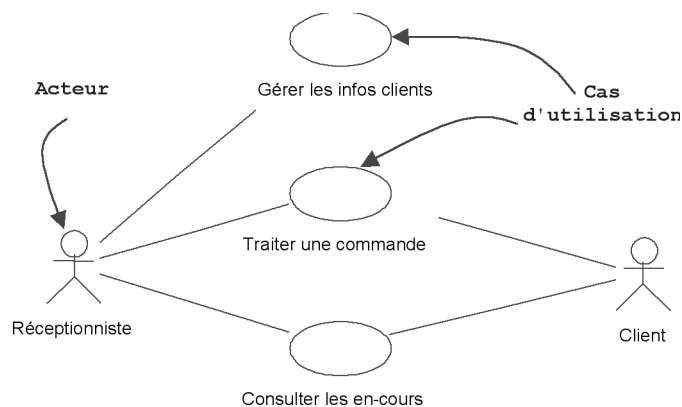 Gérer les infos clients
Acteur
Cas
d'utilisation
Traiter une commande
Réceptionniste
Client
Consulter les en-cours